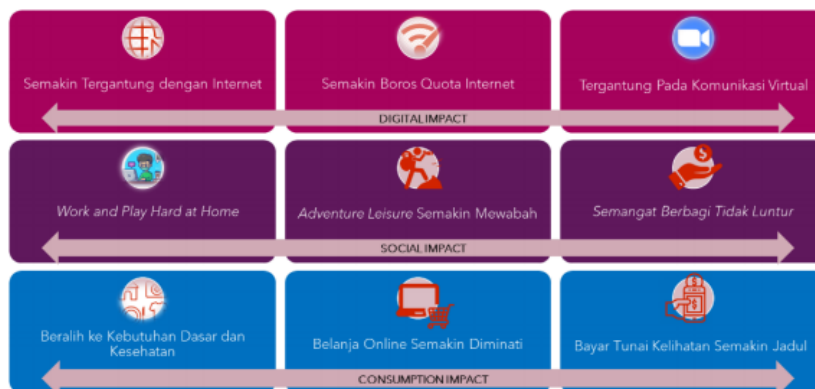 Semakin Tergantung dengan Internet
Semakin Boros Quota Internet
Tergantung Pada Komunikasi Virtual
DIGITAL IMPACT
Work and Play Hard at Home
Adventure Leisure Semakin Mewabah
Semangat Berbagi Tidak Luntur
SOCIAL IMPACT
Beralih ke Kebutuhan Dasar dan
Kesehatan
Belanja Online Semakin Diminati
Bayar Tunai Kelihatan Semakin Jadul
CONSUMPTION IMPACT